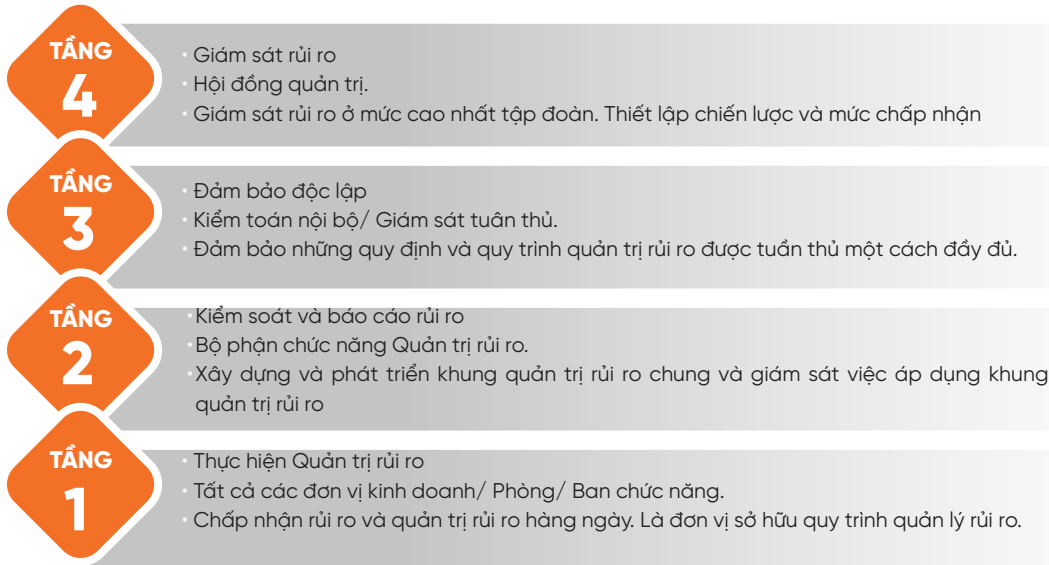 TẦNG
4
· Giám sát rủi ro
· Hội đồng quản trị.
· Giám sát rủi ro ở mức cao nhất tập đoàn. Thiết lập chiến lược và mức chấp nhận
TẦNG
3
· Đảm bảo độc lập
· Kiểm toán nội bộ/ Giám sát tuân thủ.
· Đảm bảo những quy định và quy trình quản trị rủi ro được tuần thủ một cách đầy đủ.
TẦNG
2
· Kiểm soát và báo cáo rủi ro
· Bộ phận chức năng Quản trị rủi ro.
· Xây dựng và phát triển khung quản trị rủi ro chung và giám sát việc áp dụng khung
quản trị rủi ro
TẦNG
1
· Thực hiện Quản trị rủi ro
· Tất cả các đơn vị kinh doanh/ Phòng/ Ban chức năng.
· Chấp nhận rủi ro và quản trị rủi ro hàng ngày. Là đơn vị sở hữu quy trình quản lý rủi ro.